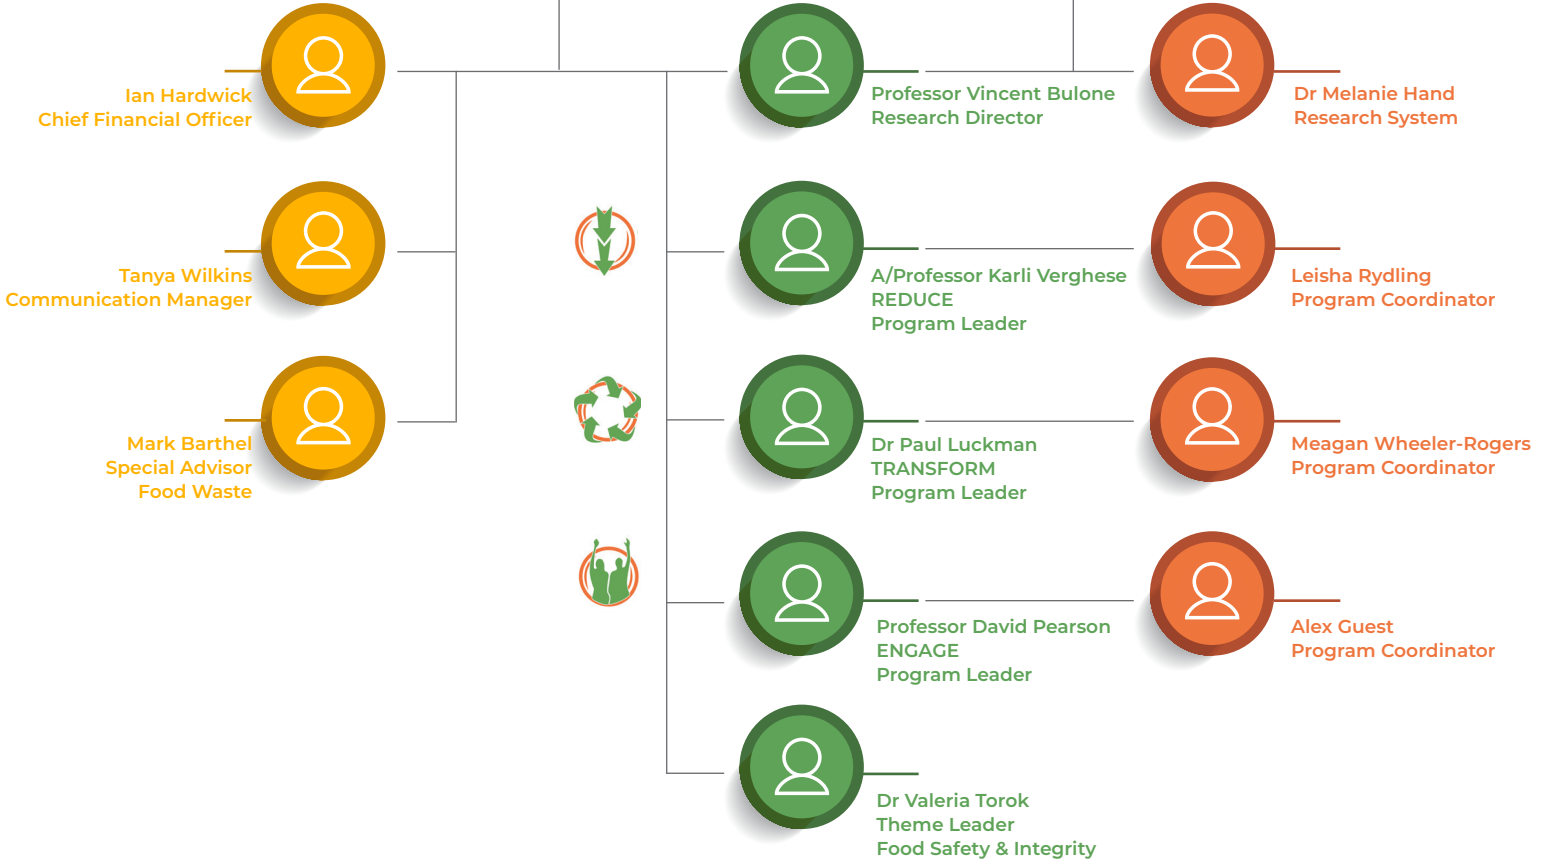 Ian Hardwick
Chief Financial Officer
Professor Vincent Bulone
Research Director
Dr Melanie Hand
Research System
Tanya Wilkins
Communication Manager
A/Professor Karli Verghese
REDUCE
Program Leader
Leisha Rydling
Program Coordinator
Mark Barthel
Special Advisor
Food Waste
Dr Paul Luckman
TRANSFORM
Program Leader
Meagan Wheeler-Rogers
Program Coordinator
Professor David Pearson
ENGAGE
Program Leader
Alex Guest
Program Coordinator
Dr Valeria Torok
Theme Leader
Food Safety & Integrity